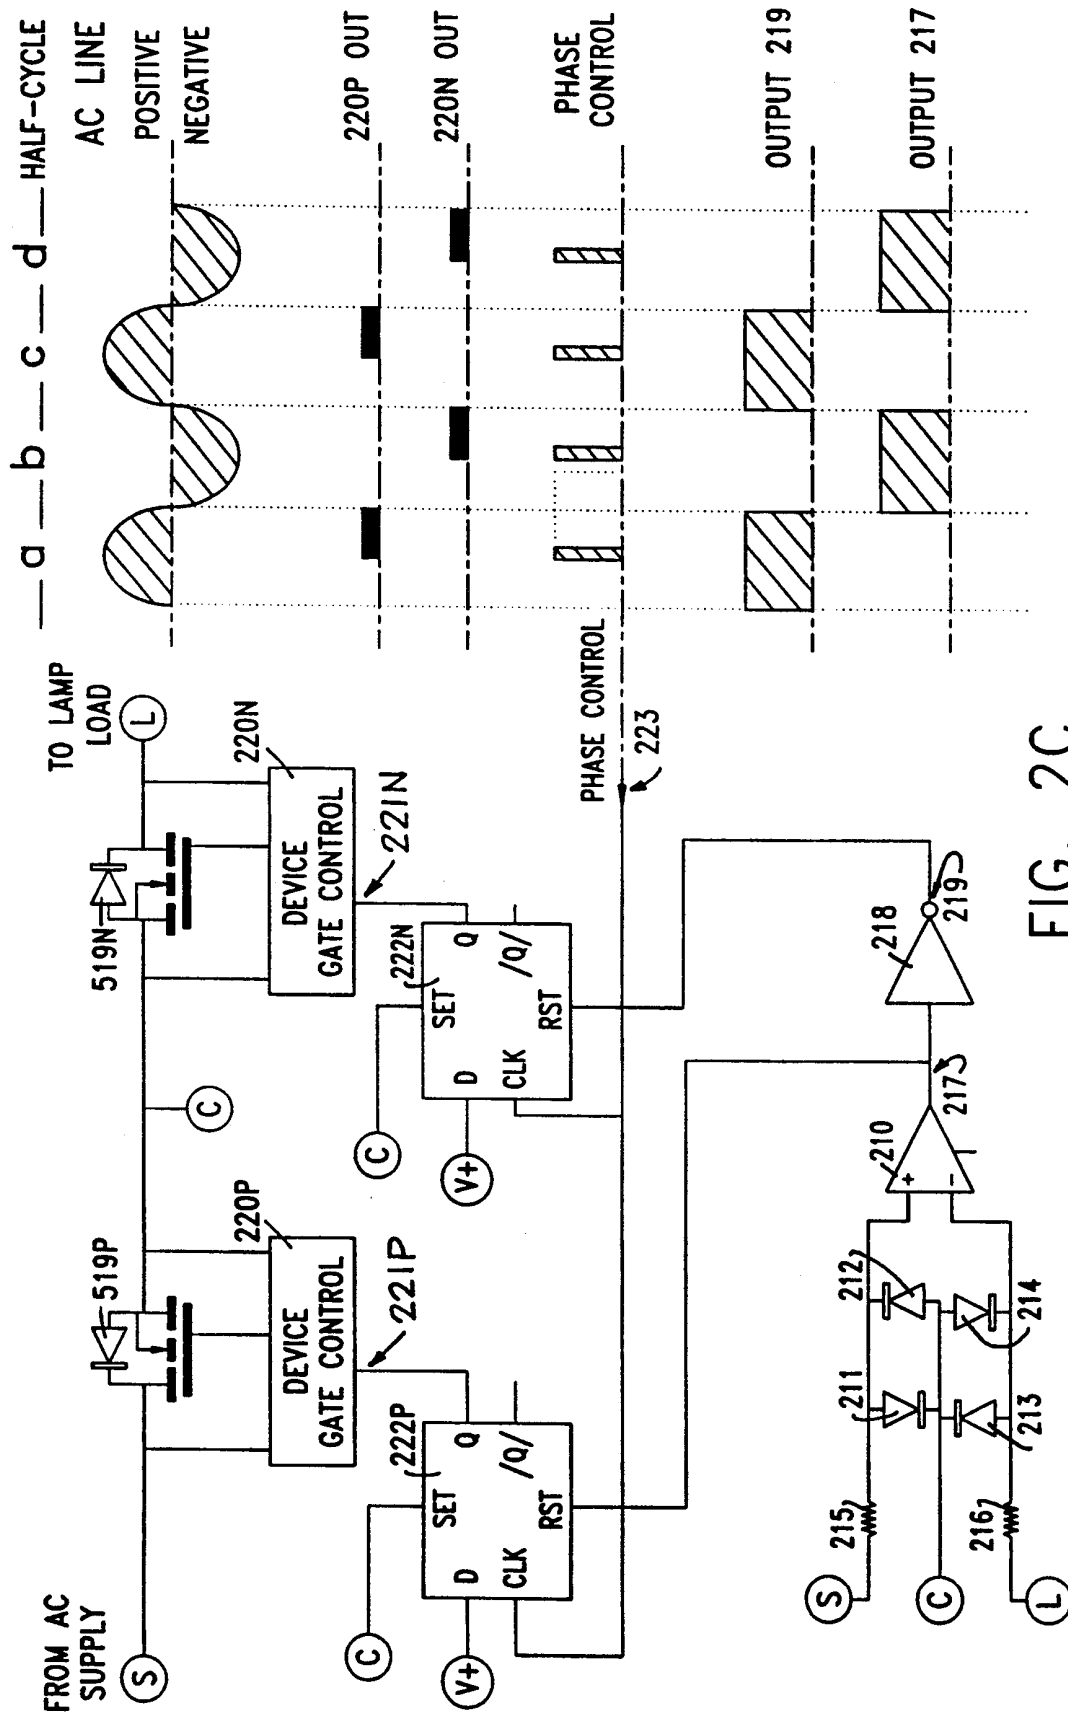 FROM AC
SUPPLY
S
519P
C
519N
TO LAMP
LOAD
L
220P
DEVICE
GATE CONTROL
221P
220N
DEVICE
GATE CONTROL
221N
C
V+
222P
SET
D
Q
CLK
/Q/
RST
C
V+
222N
SET
D
Q
CLK
/Q/
RST
PHASE CONTROL
223
S
215
211
212
C
216
213
214
L
210
+
−
217
218
219
a b c d HALF-CYCLE
AC LINE
POSITIVE
NEGATIVE
220P OUT
220N OUT
PHASE
CONTROL
OUTPUT 219
OUTPUT 217
FIG. 2C